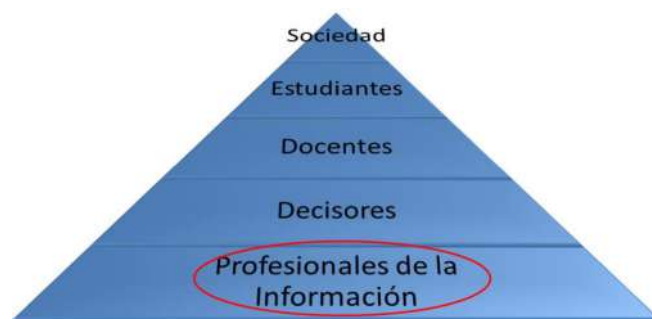 Sociedad
Estudiantes
Docentes
Decisores
Profesionales de la
Información